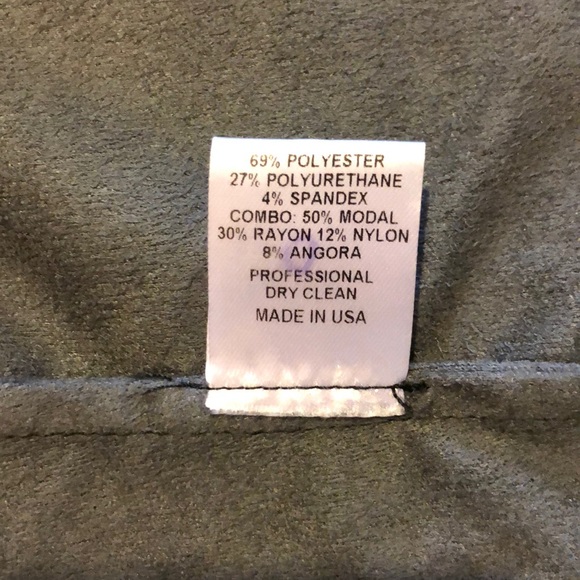 69% POLYESTER
27% POLYURETHANE
4% SPANDEX
COMBO: 50% MODAL
30% RAYON 12% NYLON
8% ANGORA
PROFESSIONAL
DRY CLEAN
MADE IN USA